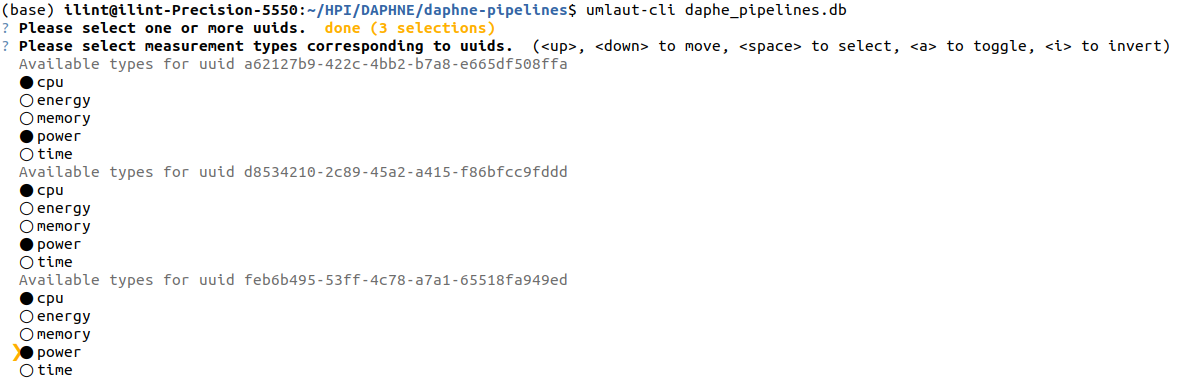 (base) ilint@ilint-Precision-5550:~/HPI/DAPHNE/daphne-pipelines$ umlaut-cli daphe_pipelines.db
? Please select one or more uuids. done (3 selections)
? Please select measurement types corresponding to uuids. (<up>, <down> to move, <space> to select, <a> to toggle, <i> to invert)
Available types for uuid a62127b9-422c-4bb2-b7a8-e665df508ffa
● cpu
○ energy
○ memory
● power
○ time
Available types for uuid d8534210-2c89-45a2-a415-f86bfcc9fddd
● cpu
○ energy
○ memory
● power
○ time
Available types for uuid feb6b495-53ff-4c78-a7a1-65518fa949ed
● cpu
○ energy
○ memory
❯● power
○ time